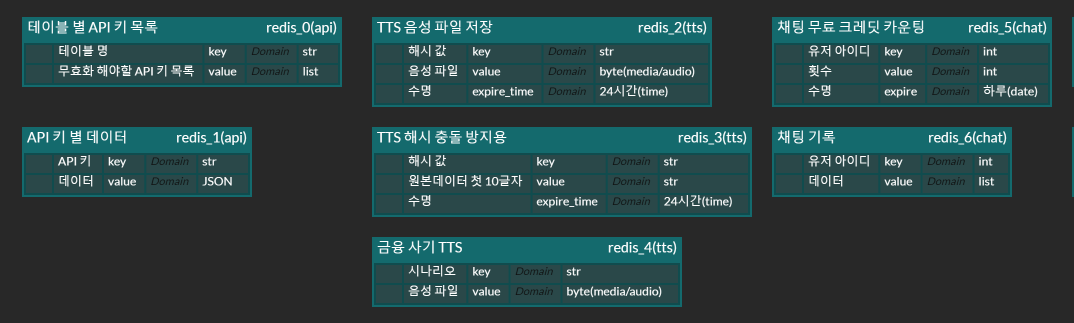 테이블 별 API 키 목록 redis_0(api)
테이블 명 key Domain str
무효화 해야할 API 키 목록 value Domain list
API 키 별 데이터 redis_1(api)
API 키 key Domain str
데이터 value Domain JSON
TTS 음성 파일 저장 redis_2(tts)
해시 값 key Domain str
음성 파일 value Domain byte(media/audio)
수명 expire_time Domain 24시간(time)
TTS 해시 충돌 방지용 redis_3(tts)
해시 값 key Domain str
원본데이터 첫 10글자 value Domain str
수명 expire_time Domain 24시간(time)
금융 사기 TTS redis_4(tts)
시나리오 key Domain str
음성 파일 value Domain byte(media/audio)
채팅 무료 크레딧 카운팅 redis_5(chat)
유저 아이디 key Domain int
횟수 value Domain int
수명 expire Domain 하루(date)
채팅 기록 redis_6(chat)
유저 아이디 key Domain int
데이터 value Domain list